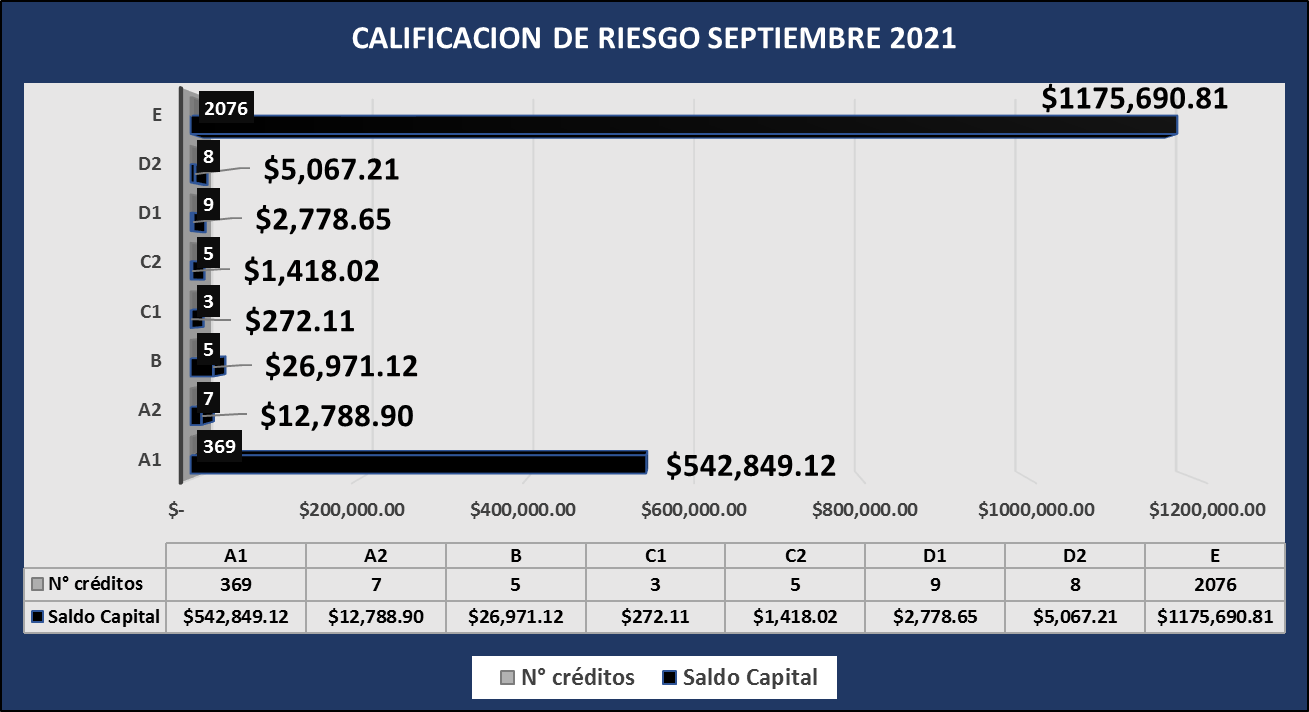 CALIFICACION DE RIESGO SEPTIEMBRE 2021
$1175,690.81
E 2076
D2 8 $5,067.21
D1 9 $2,778.65
C2 5 $1,418.02
C1 3 $272.11
B 5 $26,971.12
A2 7 $12,788.90
A1 369 $542,849.12
$- $200,000.00 $400,000.00 $600,000.00 $800,000.00 $1000,000.00 $1200,000.00
A1 A2 B C1 C2 D1 D2 E
N° créditos 369 7 5 3 5 9 8 2076
Saldo Capital $542,849.12 $12,788.90 $26,971.12 $272.11 $1,418.02 $2,778.65 $5,067.21 $1175,690.81
N° créditos Saldo Capital